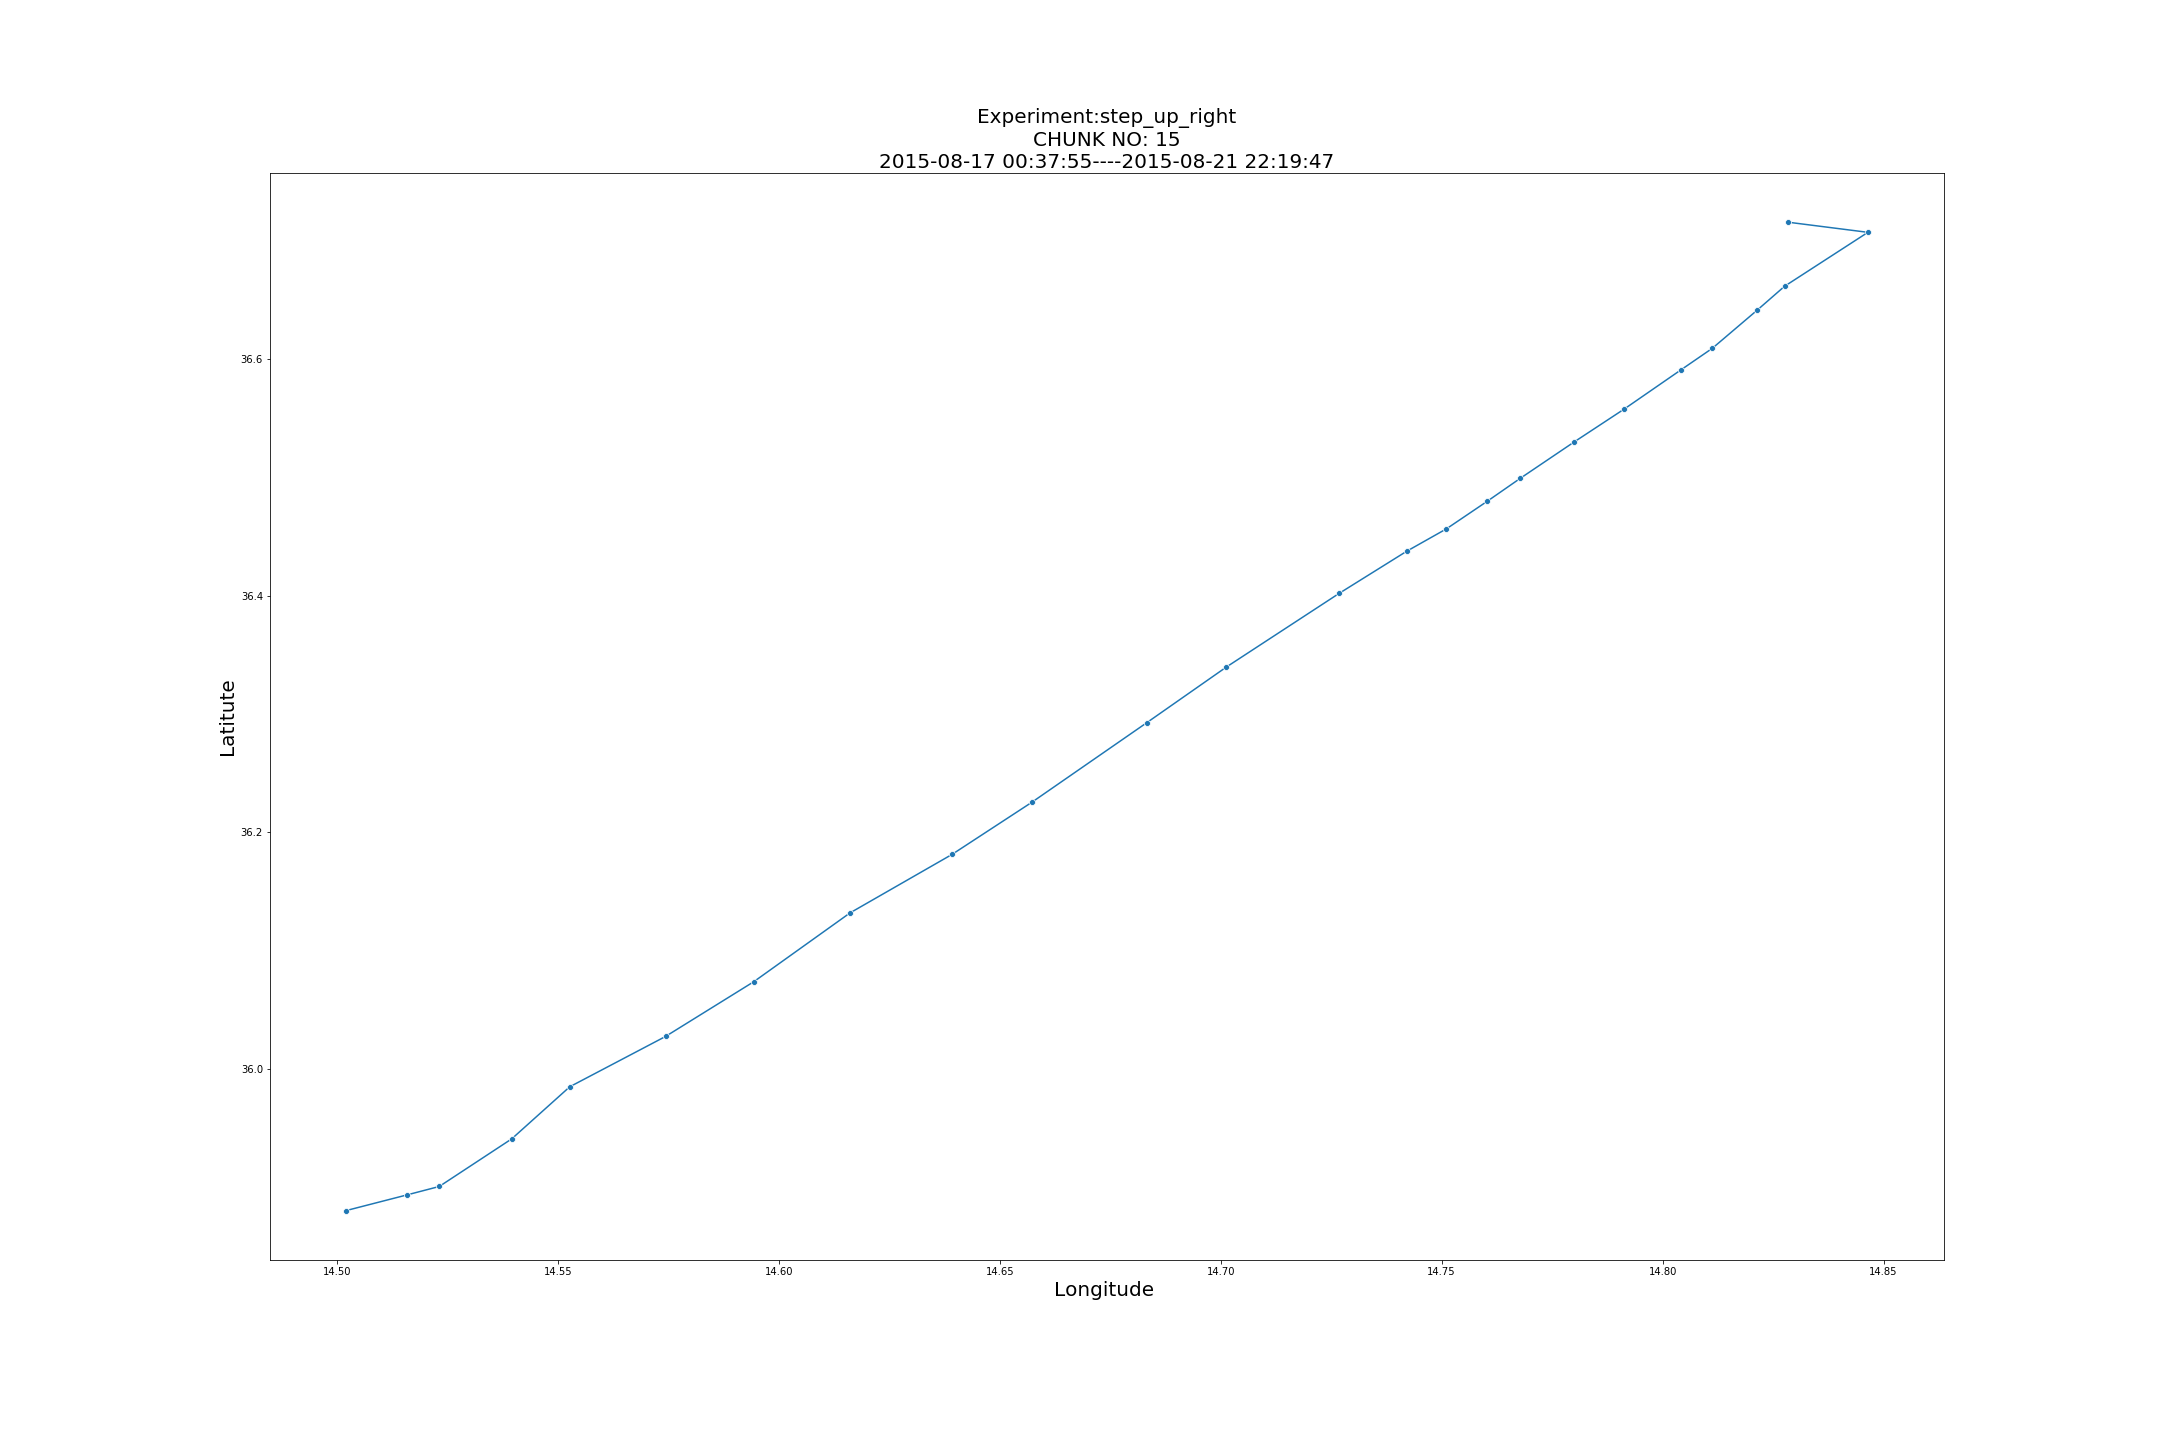 Experiment:step_up_right
CHUNK NO: 15
2015-08-17 00:37:55----2015-08-21 22:19:47
36.6
36.4
36.2
36.0
Latitute
14.50 14.55 14.60 14.65 14.70 14.75 14.80 14.85
Longitude